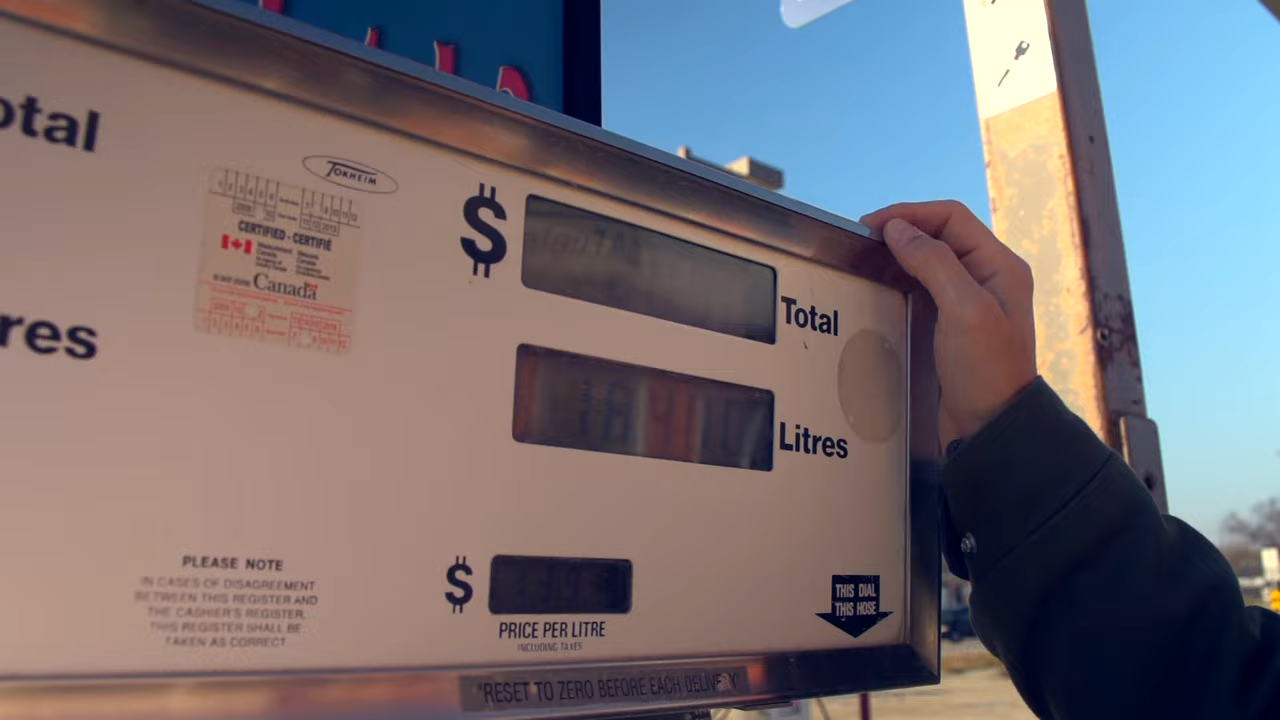 otal
TOKHEIM
CERTIFIED - CERTIFIÉ
Canada
$
Total
res
Litres
PLEASE NOTE
IN CASES OF DISAGREEMENT
BETWEEN THIS REGISTER AND
THE CASHIER'S REGISTER,
THIS REGISTER SHALL BE
TAKEN AS CORRECT
$
PRICE PER LITRE
INCLUDING TAXES
THIS DIAL
THIS HOSE
"RESET TO ZERO BEFORE EACH DELIVERY"